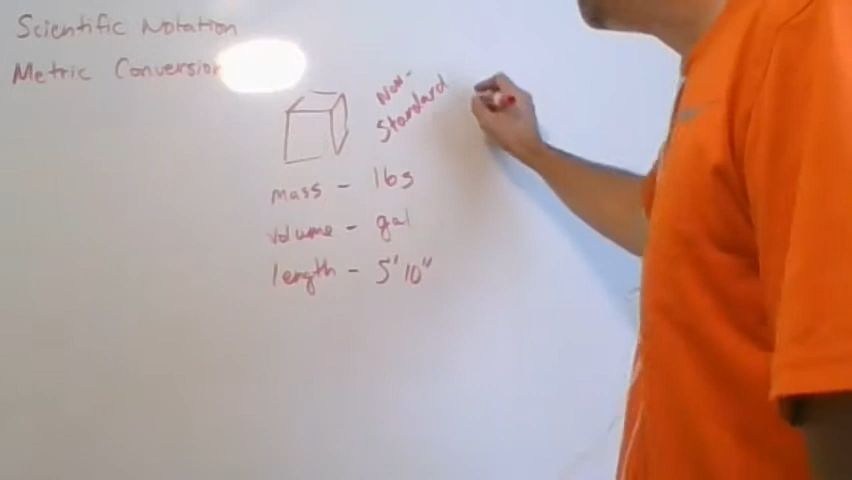 Scientific Notation
Metric Conversion
Non-
Standard
mass - lbs
volume - gal
length - 5' 10"